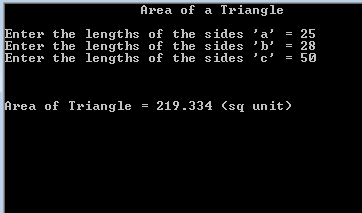 Area of a Triangle
Enter the lengths of the sides 'a' = 25
Enter the lengths of the sides 'b' = 28
Enter the lengths of the sides 'c' = 50
Area of Triangle = 219.334 (sq unit)